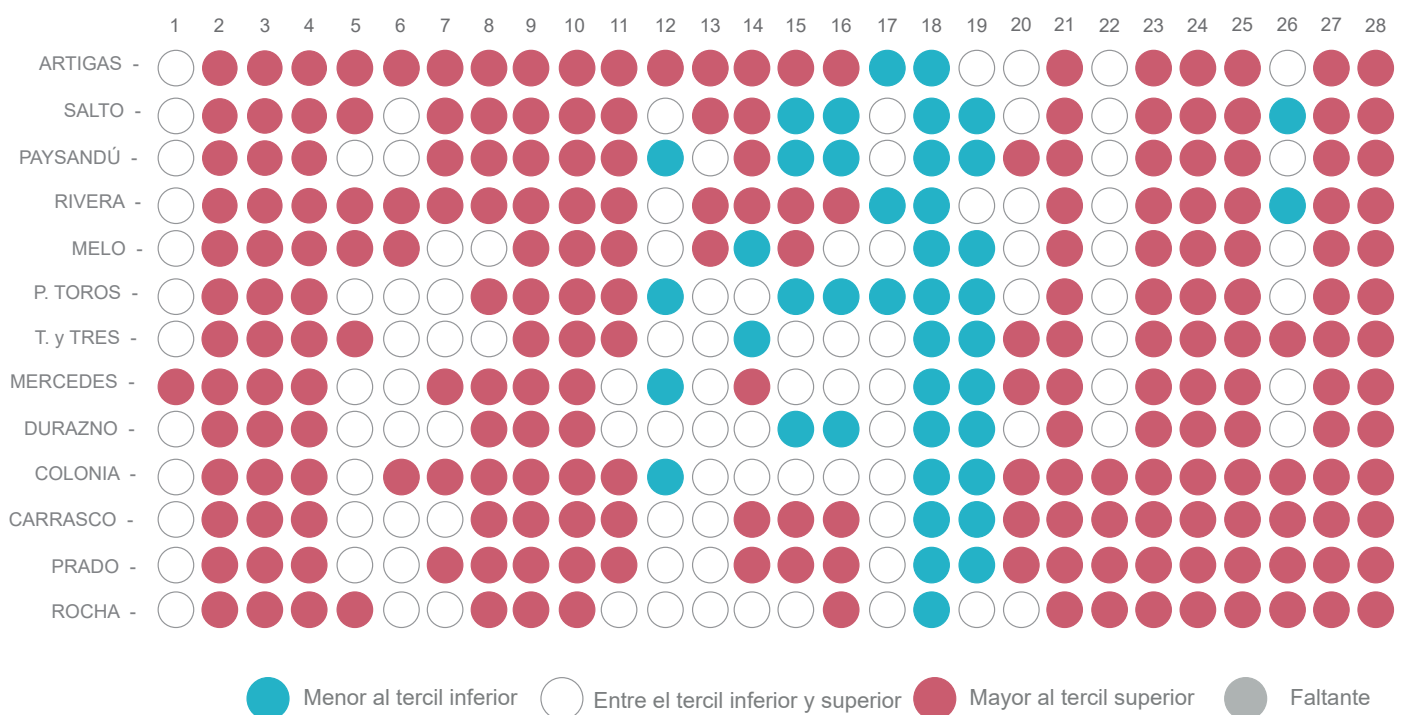 1 2 3 4 5 6 7 8 9 10 11 12 13 14 15 16 17 18 19 20 21 22 23 24 25 26 27 28
ARTIGAS -
SALTO -
PAYSANDÚ -
RIVERA -
MELO -
P. TOROS -
T. y TRES -
MERCEDES -
DURAZNO -
COLONIA -
CARRASCO -
PRADO -
ROCHA -
Menor al tercil inferior Entre el tercil inferior y superior Mayor al tercil superior Faltante